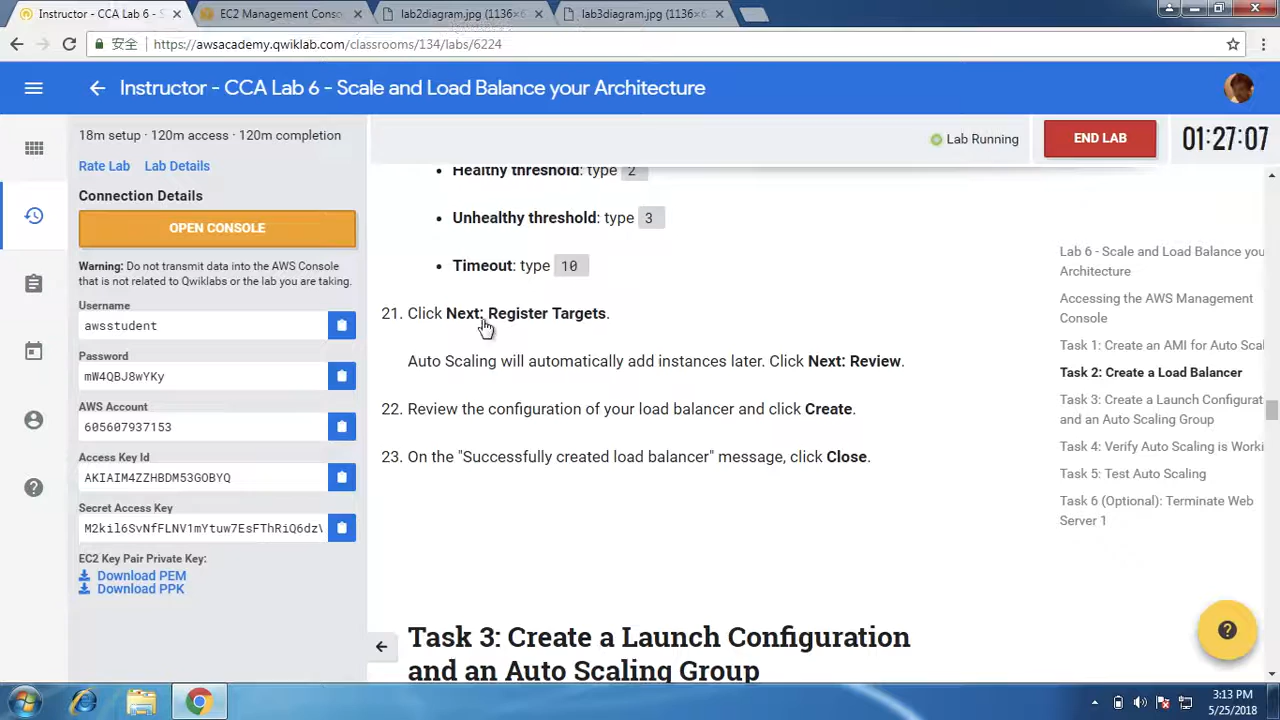 Instructor - CCA Lab 6 - S
EC2 Management Conso
lab2diagram.jpg (1136×6
lab3diagram.jpg (1136×6
安全
https://awsacademy.qwiklab.com/classrooms/134/labs/6224
Instructor - CCA Lab 6 - Scale and Load Balance your Architecture
18m setup · 120m access · 120m completion
Rate Lab Lab Details
Lab Running
END LAB
01:27:07
Connection Details
OPEN CONSOLE
Warning: Do not transmit data into the AWS Console
that is not related to Qwiklabs or the lab you are taking.
Username
awsstudent
Password
mW4QBJ8wYKy
AWS Account
605607937153
Access Key Id
AKIAIM4ZZHBDM53GOBYQ
Secret Access Key
M2kil6SvNfFLNV1mYtuw7EsFThRiQ6dz
EC2 Key Pair Private Key:
Download PEM
Download PPK
• Healthy threshold: type 2
• Unhealthy threshold: type 3
• Timeout: type 10
21. Click Next: Register Targets.
Auto Scaling will automatically add instances later. Click Next: Review.
22. Review the configuration of your load balancer and click Create.
23. On the "Successfully created load balancer" message, click Close.
Task 3: Create a Launch Configuration
and an Auto Scaling Group
Lab 6 - Scale and Load Balance you
Architecture
Accessing the AWS Management
Console
Task 1: Create an AMI for Auto Scal
Task 2: Create a Load Balancer
Task 3: Create a Launch Configurat
and an Auto Scaling Group
Task 4: Verify Auto Scaling is Worki
Task 5: Test Auto Scaling
Task 6 (Optional): Terminate Web
Server 1
3:13 PM
5/25/2018